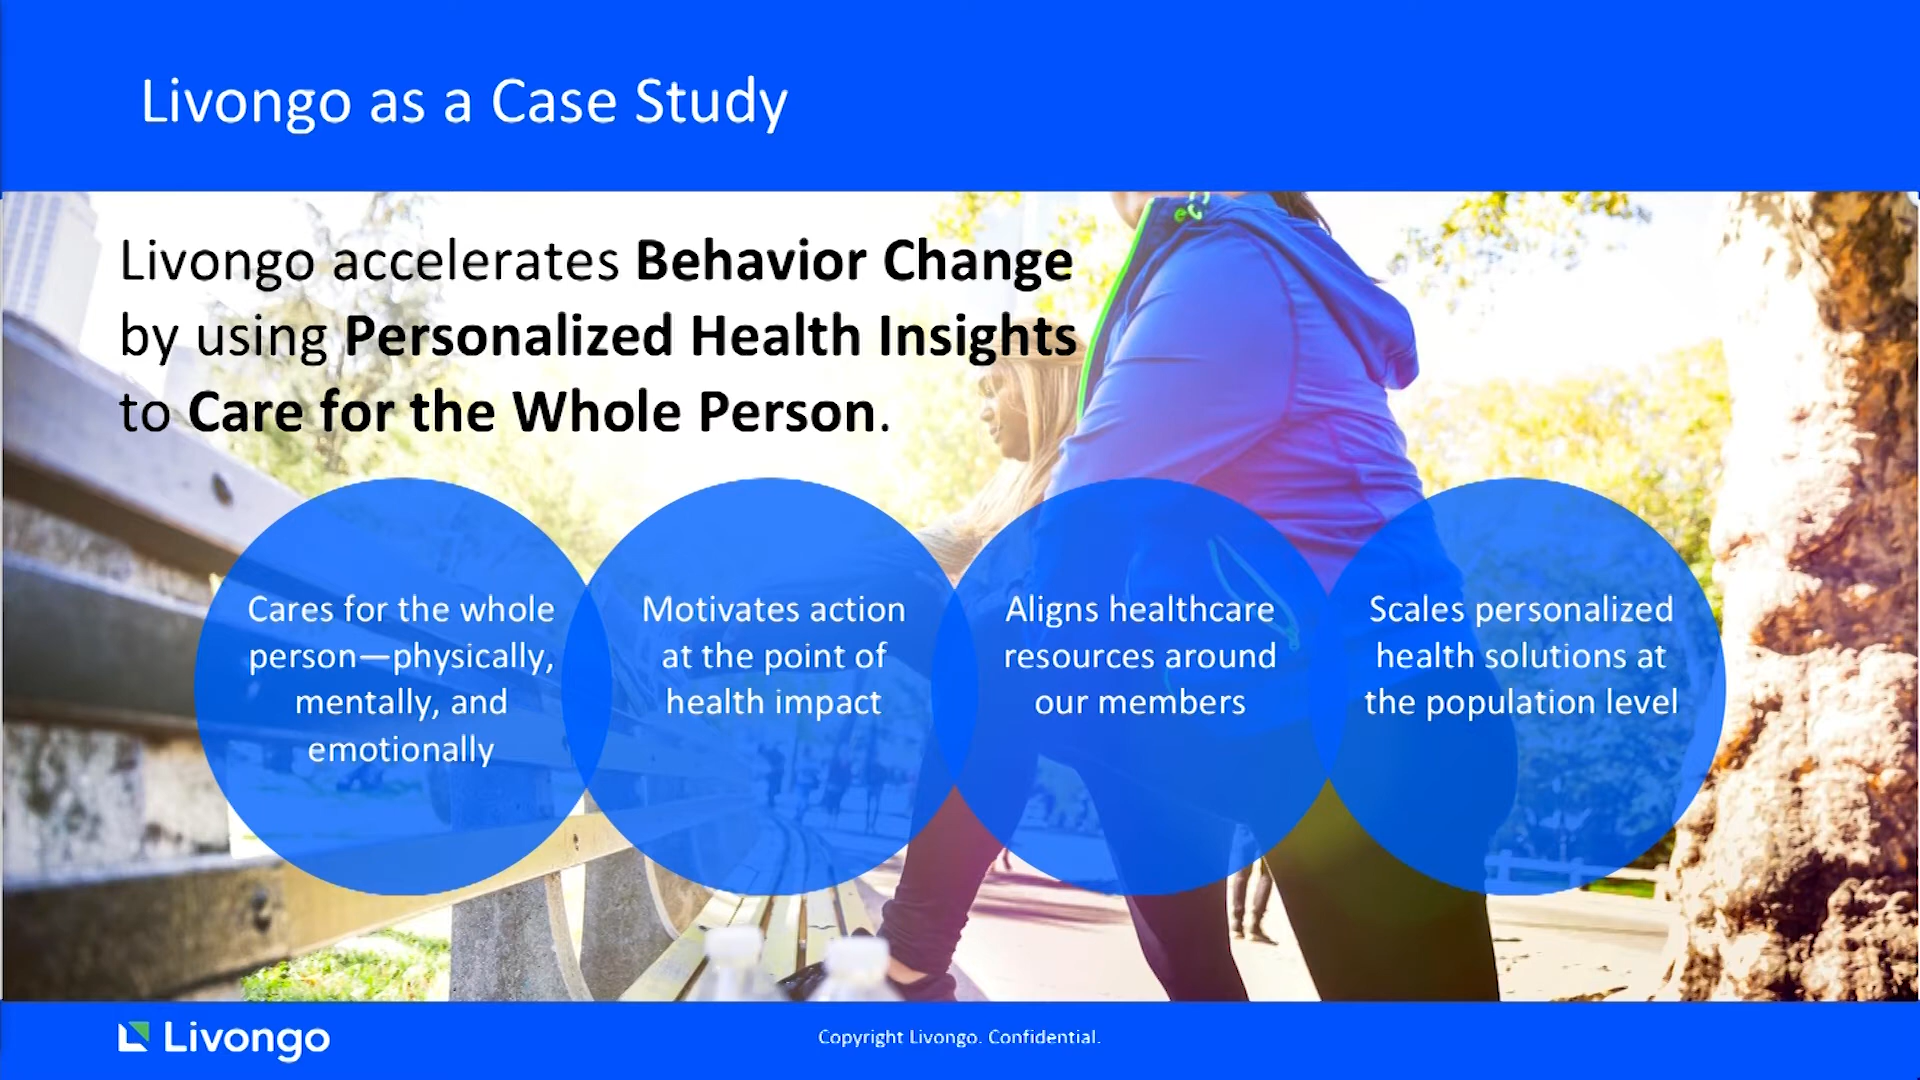 Livongo as a Case Study
Livongo accelerates Behavior Change
by using Personalized Health Insights
to Care for the Whole Person.
Cares for the whole
person—physically,
mentally, and
emotionally
Motivates action
at the point of
health impact
Aligns healthcare
resources around
our members
Scales personalized
health solutions at
the population level
Livongo
Copyright Livongo. Confidential.